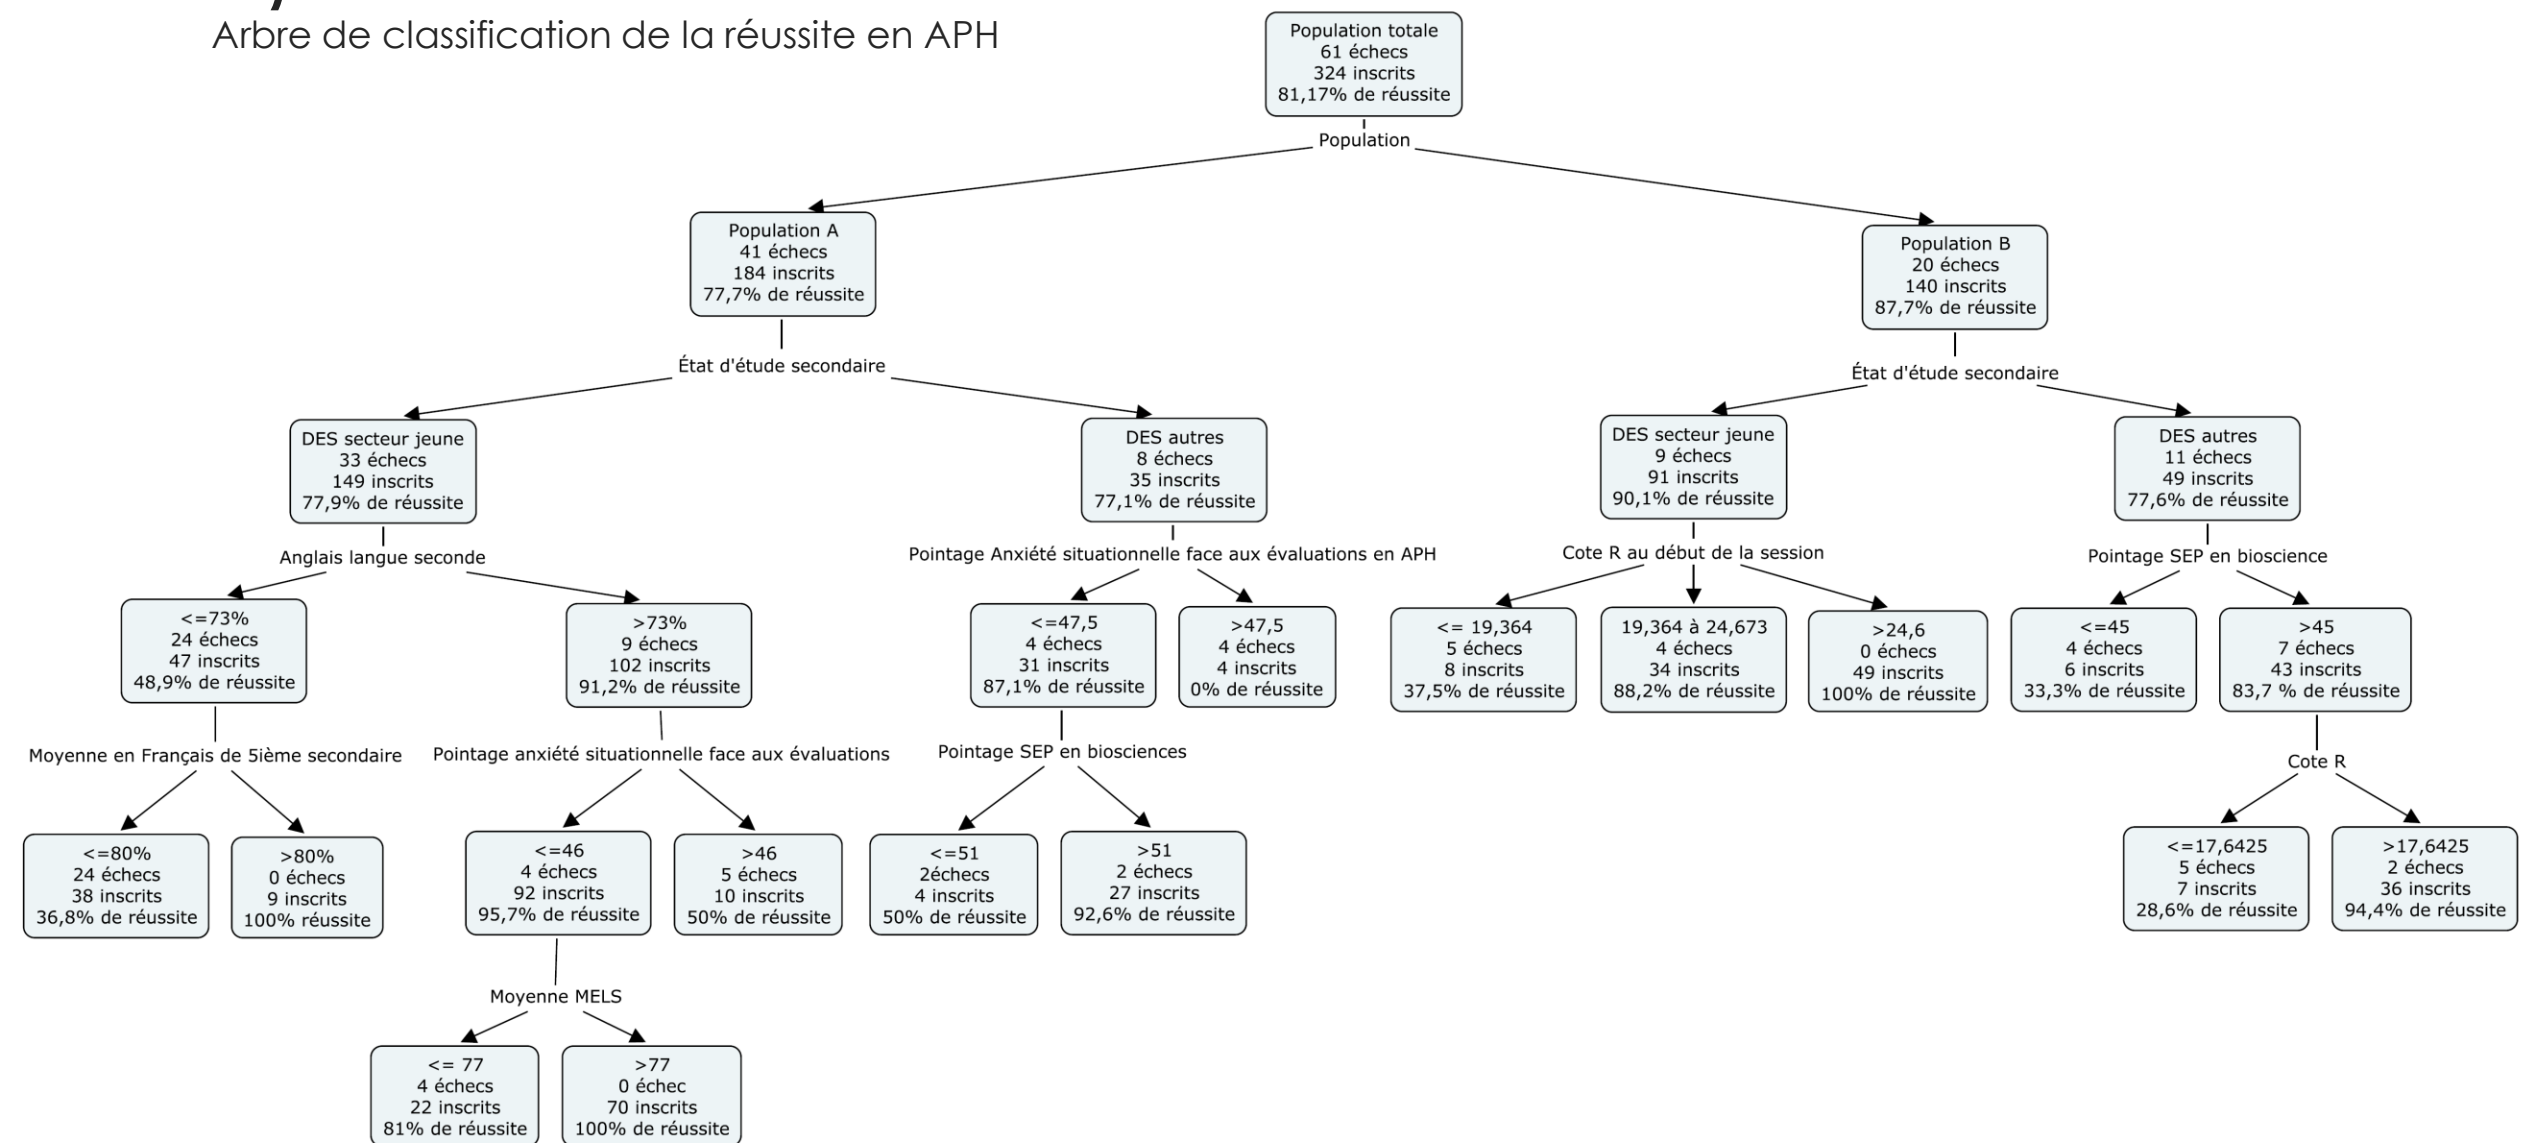 Arbre de classification de la réussite en APH
Population totale
61 échecs
324 inscrits
81,17% de réussite
Population
Population A
41 échecs
184 inscrits
77,7% de réussite
Population B
20 échecs
140 inscrits
87,7% de réussite
État d'étude secondaire
État d'étude secondaire
DES secteur jeune
33 échecs
149 inscrits
77,9% de réussite
DES autres
8 échecs
35 inscrits
77,1% de réussite
DES secteur jeune
9 échecs
91 inscrits
90,1% de réussite
DES autres
11 échecs
49 inscrits
77,6% de réussite
Anglais langue seconde
Pointage Anxiété situationnelle face aux évaluations en APH
Cote R au début de la session
Pointage SEP en bioscience
<=73%
24 échecs
47 inscrits
48,9% de réussite
>73%
9 échecs
102 inscrits
91,2% de réussite
<=47,5
4 échecs
31 inscrits
87,1% de réussite
>47,5
4 échecs
4 inscrits
0% de réussite
<= 19,364
5 échecs
8 inscrits
37,5% de réussite
19,364 à 24,673
4 échecs
34 inscrits
88,2% de réussite
>24,6
0 échecs
49 inscrits
100% de réussite
<=45
4 échecs
6 inscrits
33,3% de réussite
>45
7 échecs
43 inscrits
83,7 % de réussite
Moyenne en Français de 5ième secondaire
Pointage anxiété situationnelle face aux évaluations
Pointage SEP en biosciences
Cote R
<=80%
24 échecs
38 inscrits
36,8% de réussite
>80%
0 échecs
9 inscrits
100% réussite
<=46
4 échecs
92 inscrits
95,7% de réussite
>46
5 échecs
10 inscrits
50% de réussite
<=51
2échecs
4 inscrits
50% de réussite
>51
2 échecs
27 inscrits
92,6% de réussite
<=17,6425
5 échecs
7 inscrits
28,6% de réussite
>17,6425
2 échecs
36 inscrits
94,4% de réussite
Moyenne MELS
<= 77
4 échecs
22 inscrits
81% de réussite
>77
0 échec
70 inscrits
100% de réussite